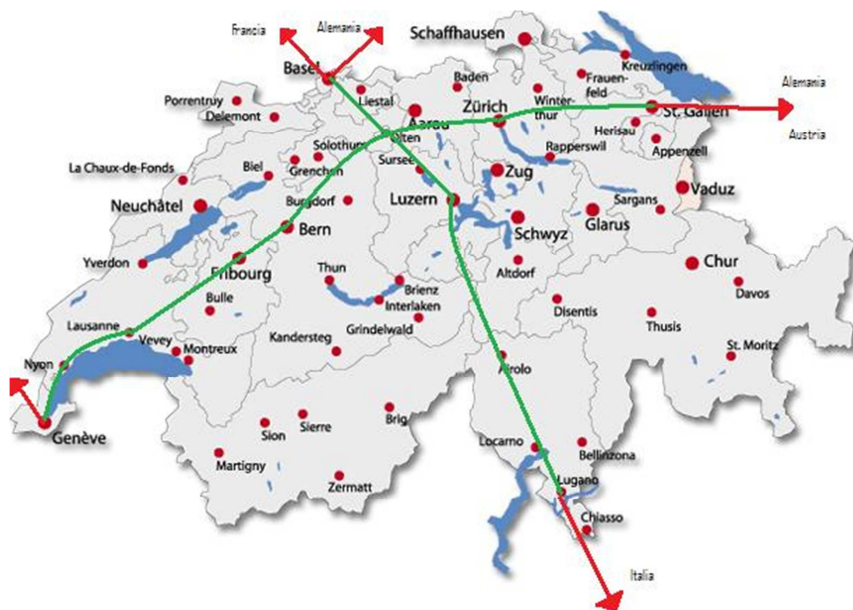 Francia
Alemania
Schaffhausen
Kreuzlingen
Basel
Baden
Frauen-
feld
Alemania
Liestal
Winter-
thur
Porrentruy
Delemont
Aarau
Zürich
St. Gallen
Herisau
Austria
Olten
Appenzell
Solothurn
Rapperswil
La Chaux-de-Fonds
Biel
Grenchen
Sursee
Zug
Vaduz
Neuchâtel
Burgdorf
Luzern
Sargans
Bern
Schwyz
Glarus
Yverdon
Fribourg
Thun
Altdorf
Chur
Brienz
Davos
Bulle
Interlaken
Disentis
Lausanne
Grindelwald
Thusis
Vevey
Kandersteg
St. Moritz
Nyon
Montreux
Airolo
Genève
Sion
Sierre
Brig
Locarno
Martigny
Bellinzona
Zermatt
Lugano
Chiasso
Italia